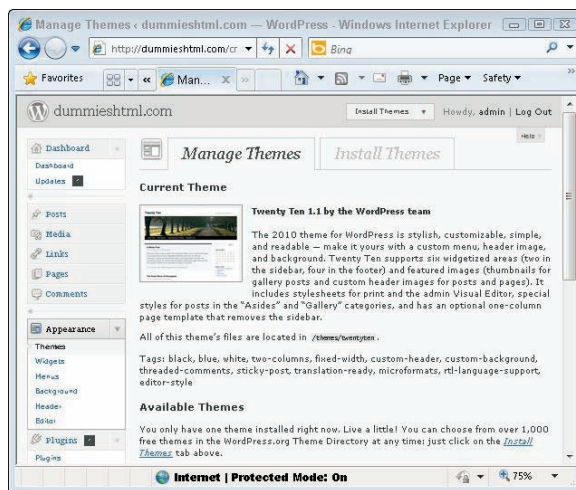 Manage Themes ‹ dummieshtml.com — WordPress - Windows Internet Explorer
http://dummieshtml.com/cr
Bing
Favorites
Man...
Page
Safety
dummieshtml.com
Install Themes
Howdy, admin | Log Out
Help
Dashboard
Dashboard
Updates
Posts
Media
Links
Pages
Comments
Appearance
Themes
Widgets
Menus
Background
Header
Editor
Plugins
Plugins
Manage Themes
Install Themes
Current Theme
Twenty Ten
Twenty Ten 1.1 by the WordPress team
The 2010 theme for WordPress is stylish, customizable, simple,
and readable — make it yours with a custom menu, header image,
and background. Twenty Ten supports six widgetized areas (two in
the sidebar, four in the footer) and featured images (thumbnails for
gallery posts and custom header images for posts and pages). It
includes stylesheets for print and the admin Visual Editor, special
styles for posts in the “Asides” and “Gallery” categories, and has an optional one-column
page template that removes the sidebar.
All of this theme’s files are located in /themes/twentyten .
Tags: black, blue, white, two-columns, fixed-width, custom-header, custom-background,
threaded-comments, sticky-post, translation-ready, microformats, rtl-language-support,
editor-style
Available Themes
You only have one theme installed right now. Live a little! You can choose from over 1,000
free themes in the WordPress.org Theme Directory at any time: just click on the Install
Themes tab above.
Internet | Protected Mode: On
75%